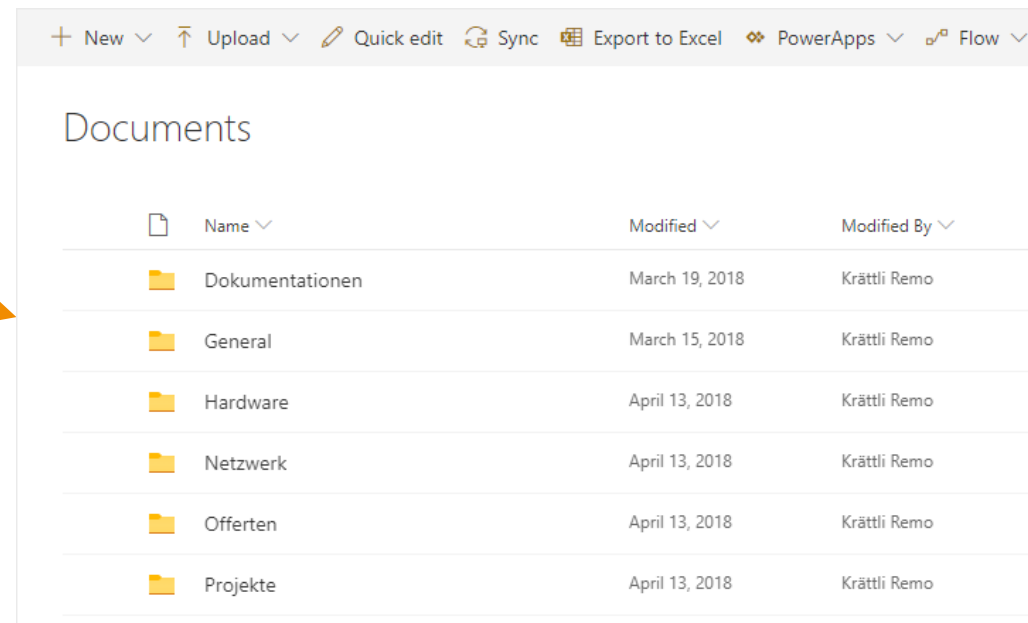 New Upload Quick edit Sync Export to Excel PowerApps Flow
Documents
Name Modified Modified By
Dokumentationen March 19, 2018 Krättli Remo
General March 15, 2018 Krättli Remo
Hardware April 13, 2018 Krättli Remo
Netzwerk April 13, 2018 Krättli Remo
Offerten April 13, 2018 Krättli Remo
Projekte April 13, 2018 Krättli Remo